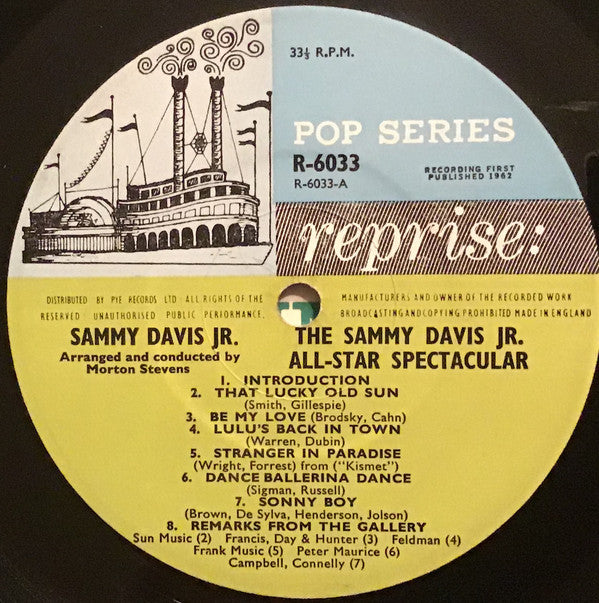 33⅓ R.P.M.
POP SERIES
R-6033
R-6033-A
RECORDING FIRST
PUBLISHED 1962
reprise:
DISTRIBUTED BY PYE RECORDS LTD ALL RIGHTS OF THE
RESERVED UNAUTHORISED PUBLIC PERFORMANCE,
MANUFACTURERS AND OWNER OF THE RECORDED WORK
BROADCASTING AND COPYING PROHIBITED MADE IN ENGLAND
SAMMY DAVIS JR.
Arranged and conducted by
Morton Stevens
THE SAMMY DAVIS JR.
ALL-STAR SPECTACULAR
1. INTRODUCTION
2. THAT LUCKY OLD SUN
(Smith, Gillespie)
3. BE MY LOVE (Brodsky, Cahn)
4. LULU'S BACK IN TOWN
(Warren, Dubin)
5. STRANGER IN PARADISE
(Wright, Forrest) from ("Kismet")
6. DANCE BALLERINA DANCE
(Sigman, Russell)
7. SONNY BOY
(Brown, De Sylva, Henderson, Jolson)
8. REMARKS FROM THE GALLERY
Sun Music (2) Francis, Day & Hunter (3) Feldman (4)
Frank Music (5) Peter Maurice (6)
Campbell, Connelly (7)